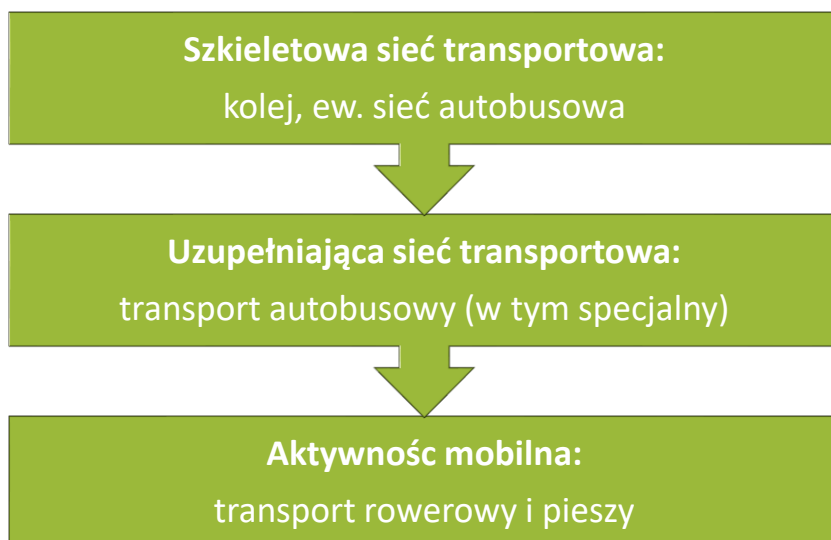 Szkieletowa sieć transportowa:
kolej, ew. sieć autobusowa
Uzupełniająca sieć transportowa:
transport autobusowy (w tym specjalny)
Aktywnośc mobilna:
transport rowerowy i pieszy